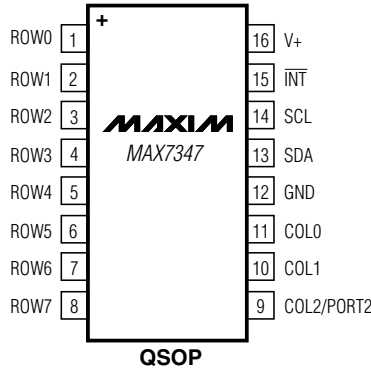 +
ROW0 1 16 V+
ROW1 2 15 I̅N̅T̅
ROW2 3 MAXIM 14 SCL
ROW3 4 MAX7347 13 SDA
ROW4 5 12 GND
ROW5 6 11 COL0
ROW6 7 10 COL1
ROW7 8 9 COL2/PORT2
QSOP